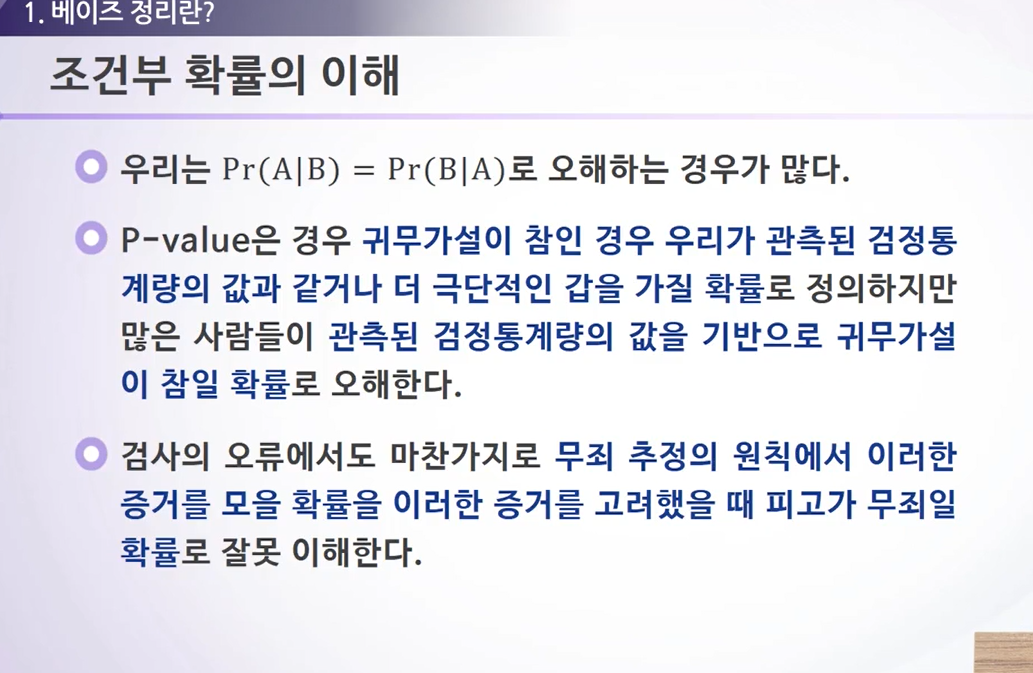 1. 베이즈 정리란?
조건부 확률의 이해
우리는 Pr(A|B) = Pr(B|A)로 오해하는 경우가 많다.
P-value은 경우 귀무가설이 참인 경우 우리가 관측된 검정통
계량의 값과 같거나 더 극단적인 갑을 가질 확률로 정의하지만
많은 사람들이 관측된 검정통계량의 값을 기반으로 귀무가설
이 참일 확률로 오해한다.
검사의 오류에서도 마찬가지로 무죄 추정의 원칙에서 이러한
증거를 모을 확률을 이러한 증거를 고려했을 때 피고가 무죄일
확률로 잘못 이해한다.